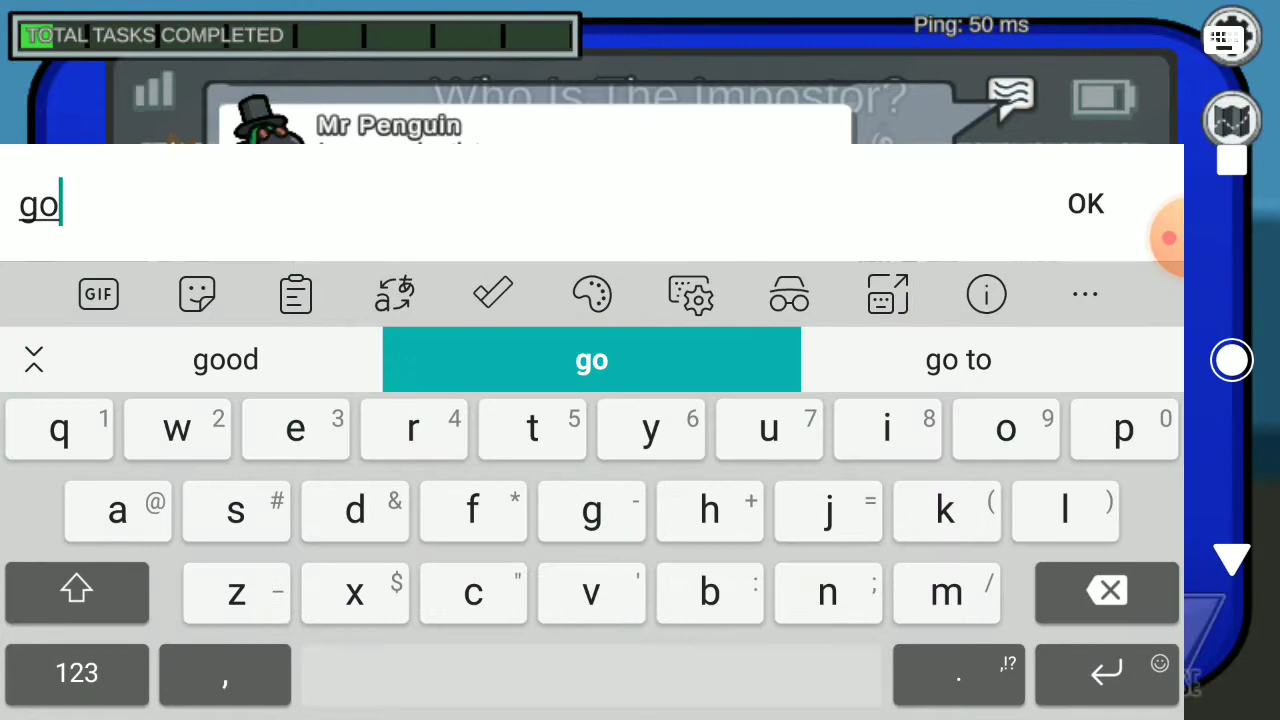 TOTAL TASKS COMPLETED
Ping: 50 ms
Who Is The Impostor?
Mr Penguin
go
OK
GIF
good
go
go to
q 1 w 2 e 3 r 4 t 5 y 6 u 7 i 8 o 9 p 0
a @ s # d & f * g - h + j = k ( l )
z _ x $ c " v ' b : n ; m /
123 , . ,!?